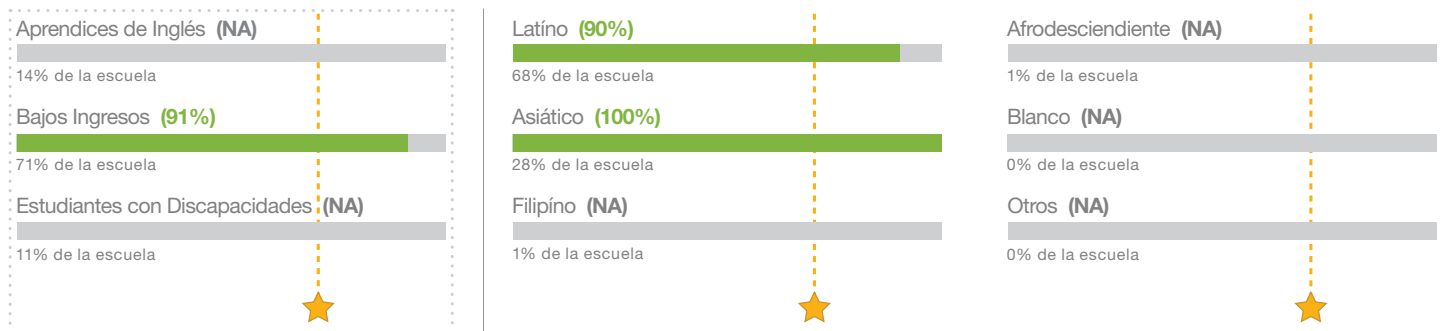 Aprendices de Inglés (NA)
14% de la escuela
Bajos Ingresos (91%)
71% de la escuela
Estudiantes con Discapacidades (NA)
11% de la escuela
Latíno (90%)
68% de la escuela
Asiático (100%)
28% de la escuela
Filipíno (NA)
1% de la escuela
Afrodesciendiente (NA)
1% de la escuela
Blanco (NA)
0% de la escuela
Otros (NA)
0% de la escuela